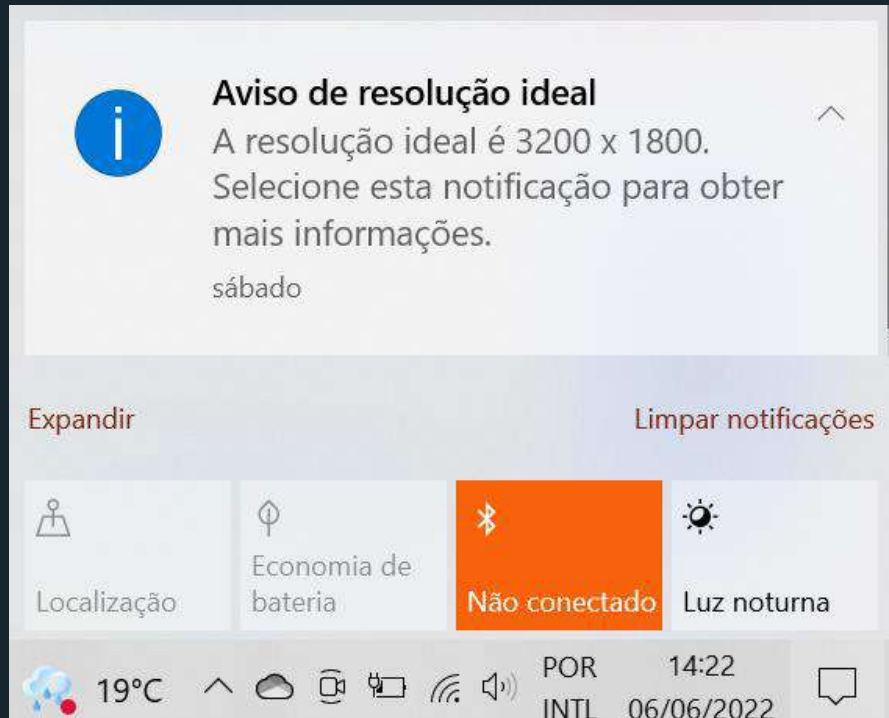 Aviso de resolução ideal
A resolução ideal é 3200 x 1800.
Selecione esta notificação para obter
mais informações.
sábado
Expandir
Limpar notificações
Localização
Economia de
bateria
Não conectado
Luz noturna
19°C
POR
INTL
14:22
06/06/2022